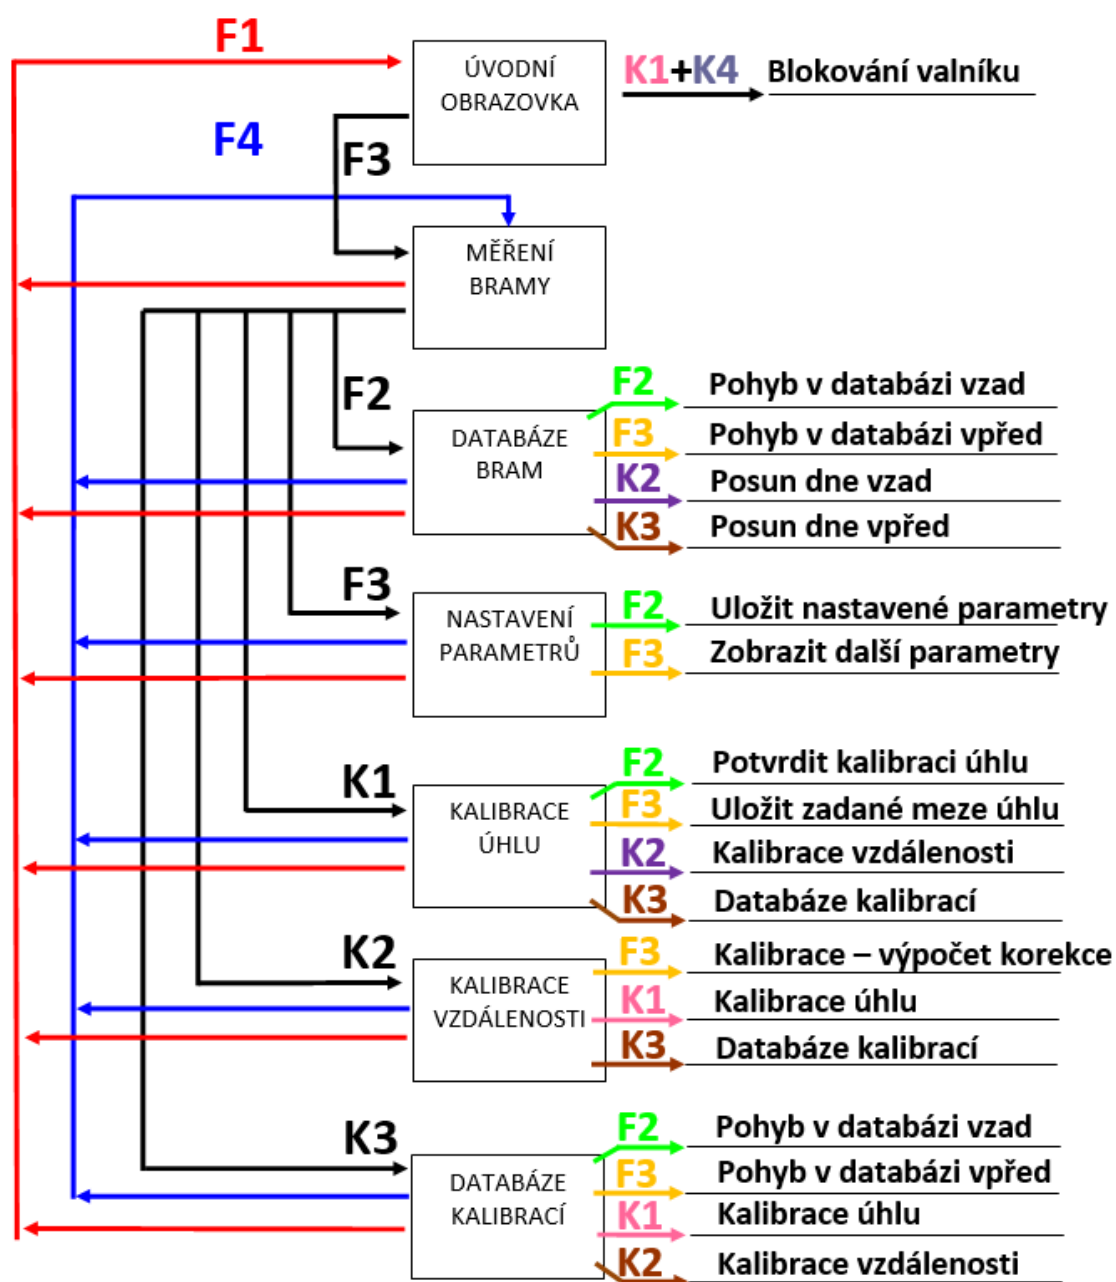 F1
ÚVODNÍ
OBRAZOVKA
K1+K4 Blokování valníku
F4
F3
MĚŘENÍ
BRAMY
F2
DATABÁZE
BRAM
F2 Pohyb v databázi vzad
F3 Pohyb v databázi vpřed
K2 Posun dne vzad
K3 Posun dne vpřed
F3
NASTAVENÍ
PARAMETRŮ
F2 Uložit nastavené parametry
F3 Zobrazit další parametry
K1
KALIBRACE
ÚHLU
F2 Potvrdit kalibraci úhlu
F3 Uložit zadané meze úhlu
K2 Kalibrace vzdálenosti
K3 Databáze kalibrací
K2
KALIBRACE
VZDÁLENOSTI
F3 Kalibrace – výpočet korekce
K1 Kalibrace úhlu
K3 Databáze kalibrací
K3
DATABÁZE
KALIBRACÍ
F2 Pohyb v databázi vzad
F3 Pohyb v databázi vpřed
K1 Kalibrace úhlu
K2 Kalibrace vzdálenosti